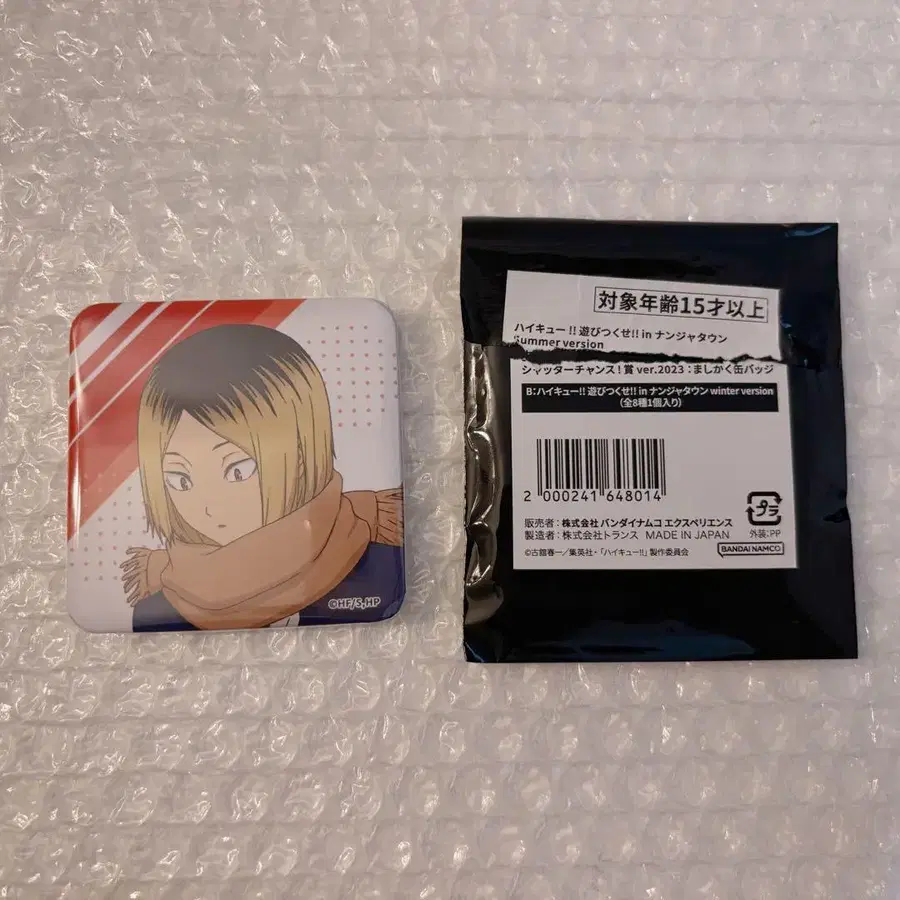 ©HF/S,HP
対象年齢15才以上
ハイキュー!! 遊びつくせ!! in ナンジャタウン
Summer version
シャッターチャンス!賞 ver.2023:ましかく缶バッジ
B:ハイキュー!! 遊びつくせ!! in ナンジャタウン winter version
(全8種1個入り)
2 000241 648014
プラ
外装:PP
販売者: 株式会社 バンダイナムコ エクスペリエンス
製造者: 株式会社トランス MADE IN JAPAN
©古舘春一/集英社・「ハイキュー!!」製作委員会
BANDAI NAMCO